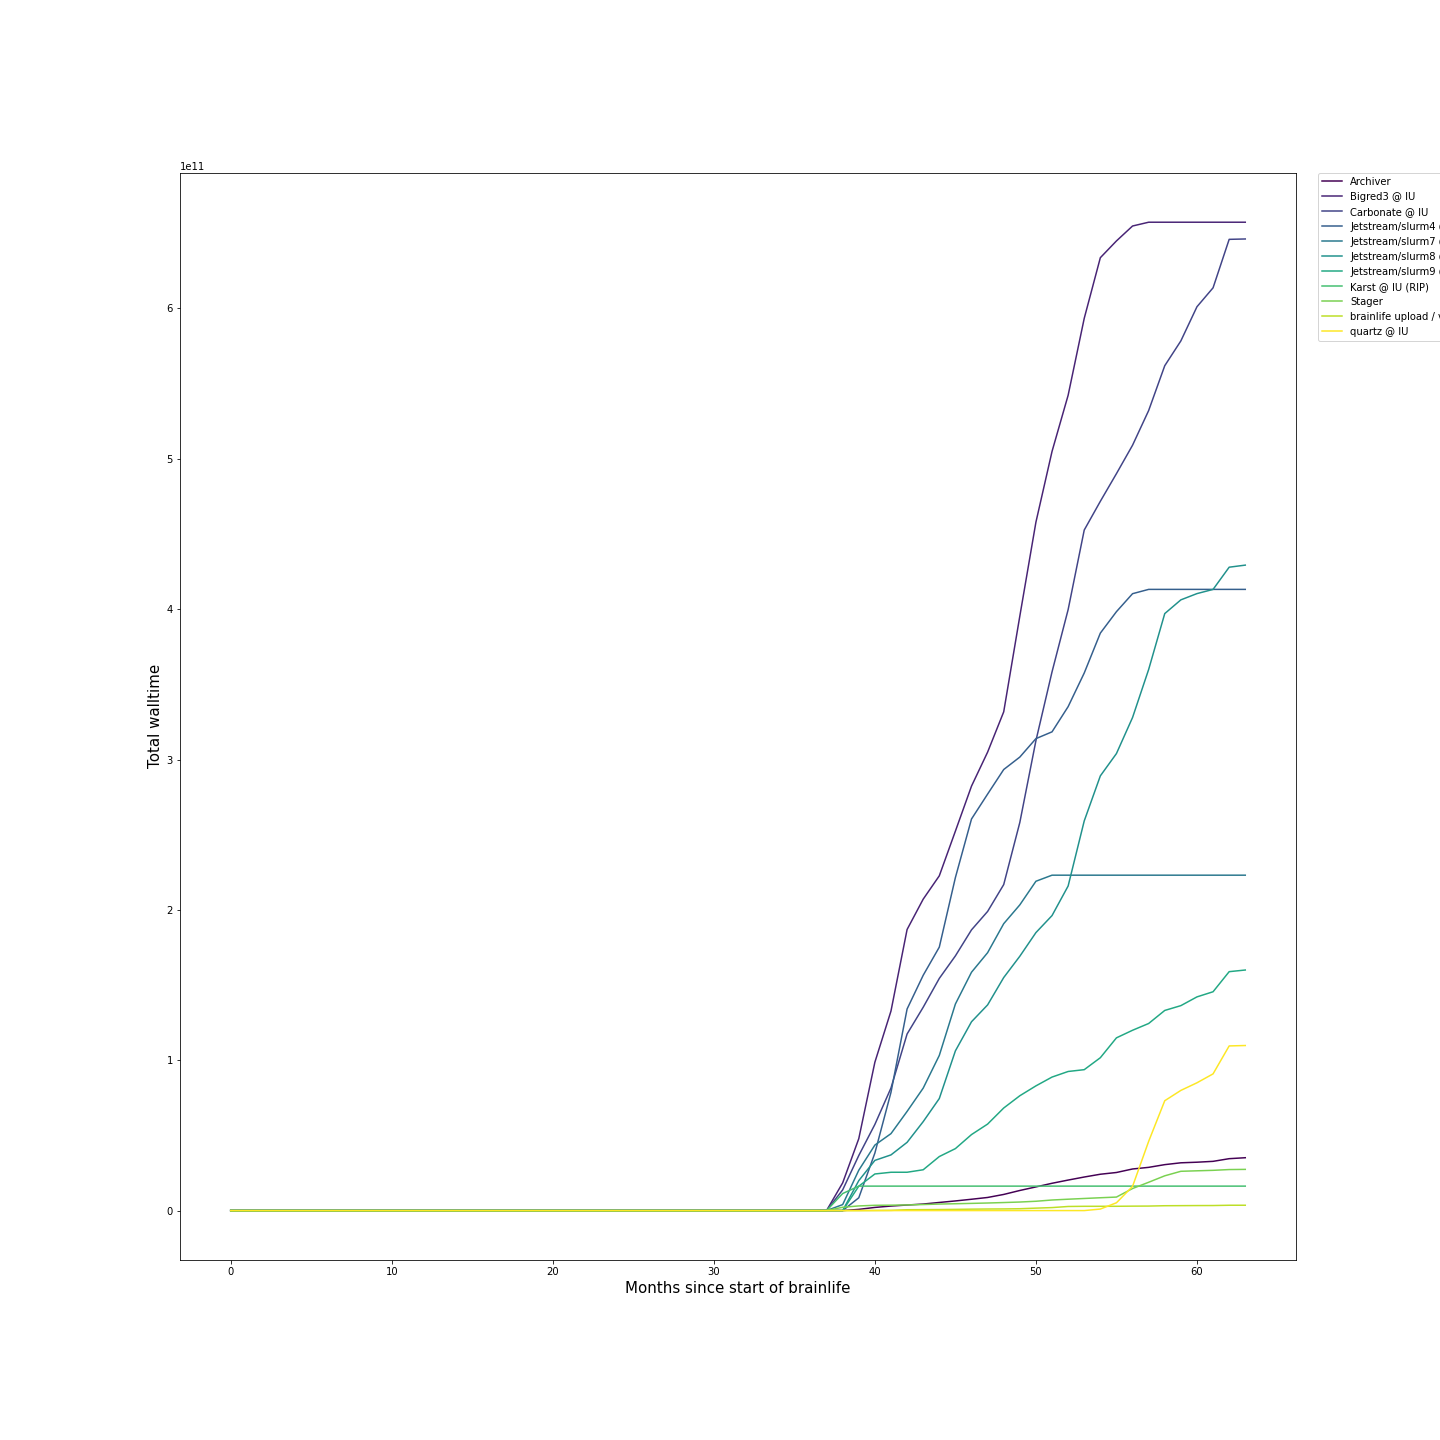 1e11
Archiver
Bigred3 @ IU
Carbonate @ IU
Jetstream/slurm4
Jetstream/slurm7
Jetstream/slurm8
Jetstream/slurm9
Karst @ IU (RIP)
Stager
brainlife upload /
quartz @ IU
6
5
4
3
2
1
0
Total walltime
0 10 20 30 40 50 60
Months since start of brainlife